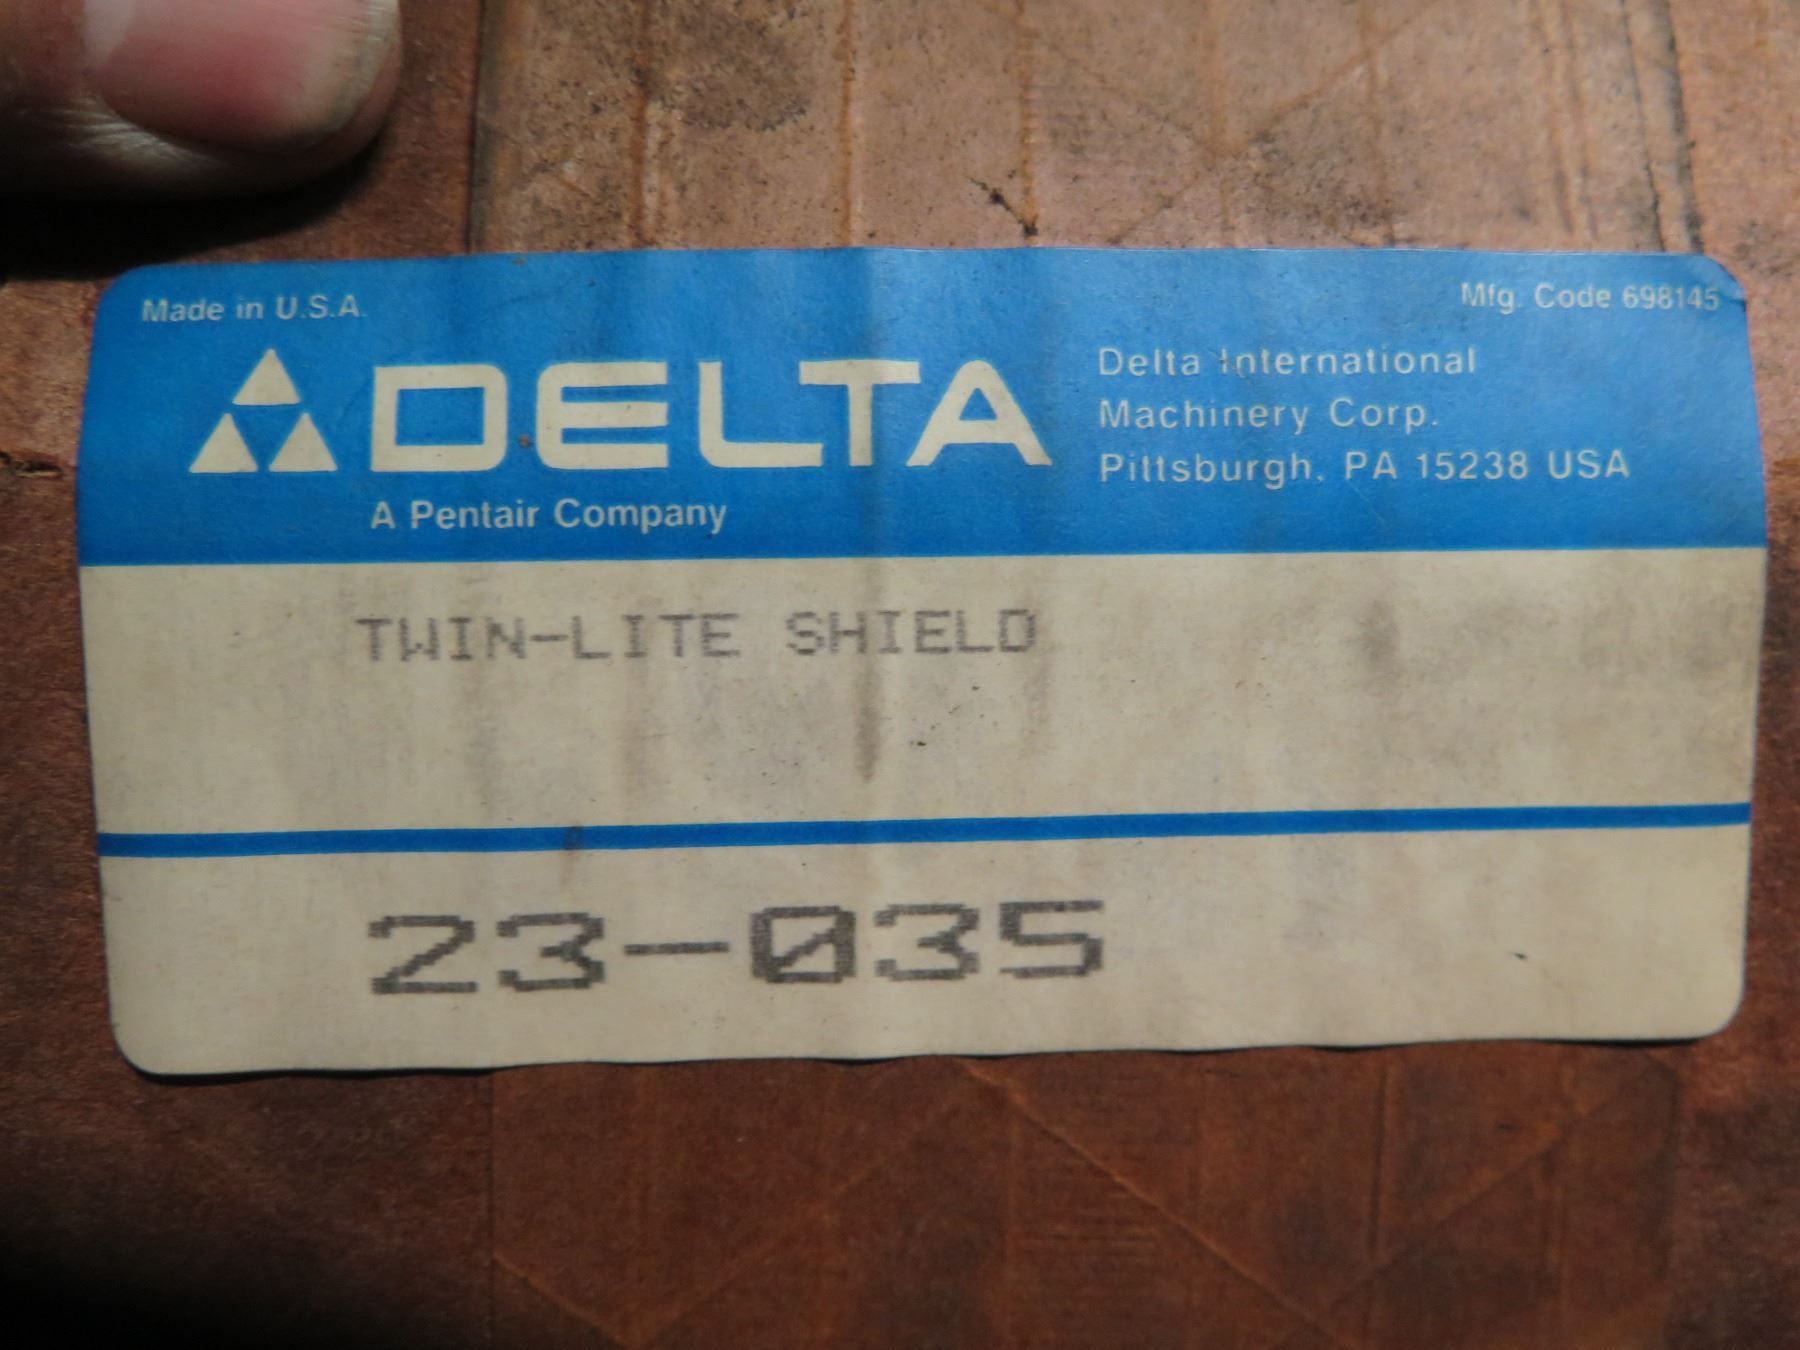 Made in U.S.A.
Mfg. Code 698145
DELTA
A Pentair Company
Delta International
Machinery Corp.
Pittsburgh, PA 15238 USA
TWIN-LITE SHIELD
23-035